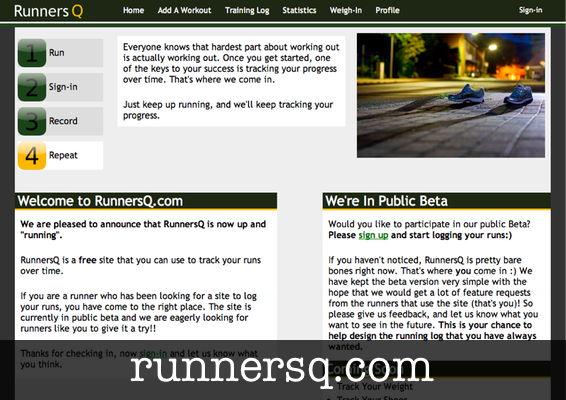 Runners Q
Home Add A Workout Training Log Statistics Weigh-In Profile Sign-in
1 Run
2 Sign-in
3 Record
4 Repeat
Everyone knows that hardest part about working out
is actually working out. Once you get started, one
of the keys to your success is tracking your progress
over time. That's where we come in.
Just keep up running, and we'll keep tracking your
progress.
Welcome to RunnersQ.com
We are pleased to announce that RunnersQ is now up and
"running".
RunnersQ is a free site that you can use to track your runs
over time.
If you are a runner who has been looking for a site to log
your runs, you have come to the right place. The site is
currently in public beta and we are eagerly looking for
runners like you to give it a try!!
Thanks for checking in, now sign-in and let us know what
you think.
We're In Public Beta
Would you like to participate in our public beta?
Please sign up and start logging your runs:)
If you haven't noticed, RunnersQ is pretty bare
bones right now. That's where you come in :) We
have kept the beta version very simple with the
hope that we would get a lot of feature requests
from the runners that use the site (that's you)! So
please give us feedback, and let us know what you
want to see in the future. This is your chance to
help design the running log that you have always
wanted.
Coming Soon
Track Your Weight
Track Your Shoes
runnersq.com